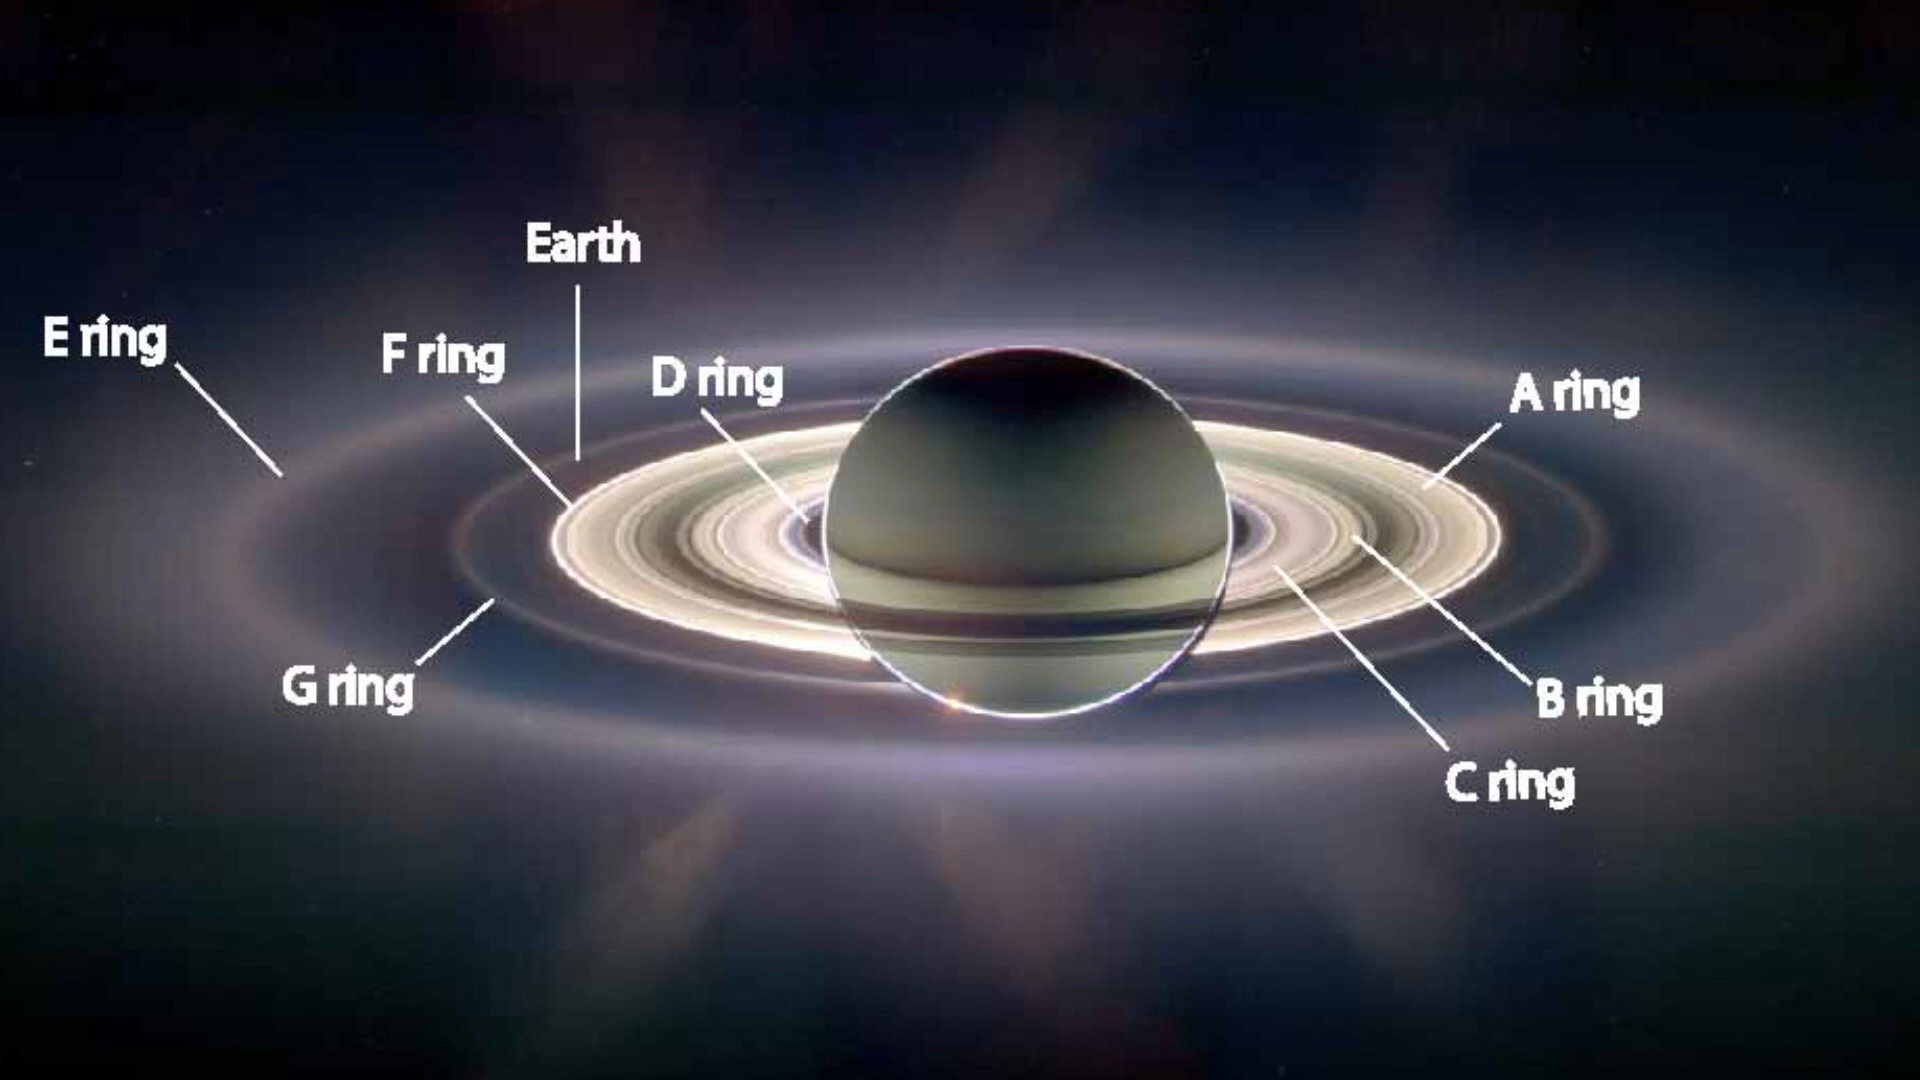 Earth
E ring
F ring
D ring
A ring
G ring
B ring
C ring